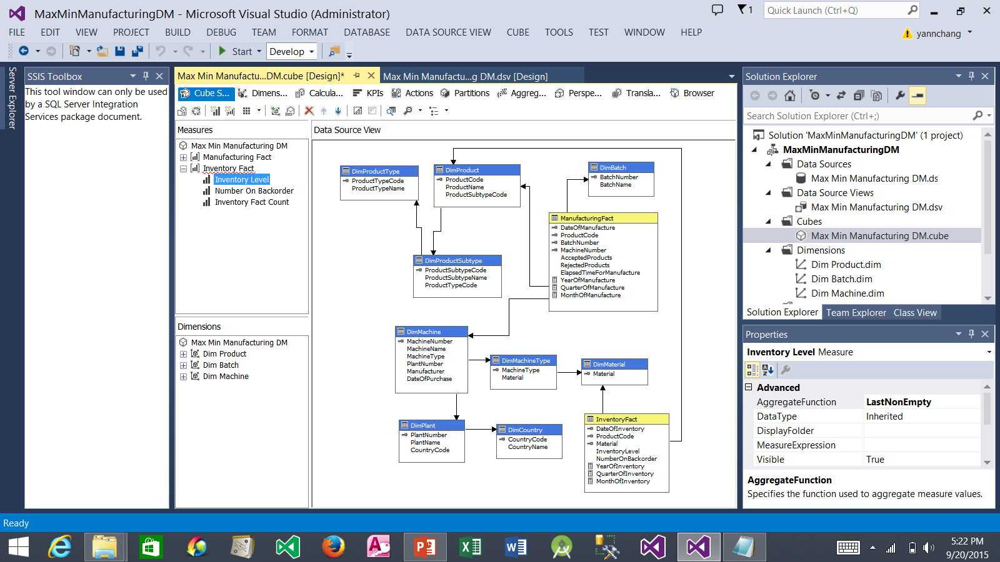 MaxMinManufacturingDM - Microsoft Visual Studio (Administrator)
1
Quick Launch (Ctrl+Q)
FILE EDIT VIEW PROJECT BUILD DEBUG TEAM FORMAT DATABASE DATA SOURCE VIEW CUBE TOOLS TEST WINDOW HELP
yannchang
Start
Develop
Server Explorer
SSIS Toolbox
This tool window can only be used
by a SQL Server Integration
Services package document.
Max Min Manufactu...DM.cube [Design]*
Max Min Manufactu...g DM.dsv [Design]
Cube S... Dimens... Calcula... KPIs Actions Partitions Aggreg... Perspe... Transla... Browser
Measures
Max Min Manufacturing DM
Manufacturing Fact
Inventory Fact
Inventory Level
Number On Backorder
Inventory Fact Count
Dimensions
Max Min Manufacturing DM
Dim Product
Dim Batch
Dim Machine
Data Source View
DimProductType
ProductTypeCode
ProductTypeName
DimProduct
ProductCode
ProductName
ProductSubtypeCode
DimBatch
BatchNumber
BatchName
ManufacturingFact
DateOfManufacture
ProductCode
BatchNumber
MachineNumber
AcceptedProducts
RejectedProducts
ElapsedTimeForManufacture
YearOfManufacture
QuarterOfManufacture
MonthOfManufacture
DimProductSubtype
ProductSubtypeCode
ProductSubtypeName
ProductTypeCode
DimMachine
MachineNumber
MachineName
MachineType
PlantNumber
Manufacturer
DateOfPurchase
DimMachineType
MachineType
Material
DimMaterial
Material
DimPlant
PlantNumber
PlantName
CountryCode
DimCountry
CountryCode
CountryName
InventoryFact
DateOfInventory
ProductCode
Material
InventoryLevel
NumberOnBackorder
YearOfInventory
QuarterOfInventory
MonthOfInventory
Solution Explorer
Search Solution Explorer (Ctrl+;)
Solution 'MaxMinManufacturingDM' (1 project)
MaxMinManufacturingDM
Data Sources
Max Min Manufacturing DM.ds
Data Source Views
Max Min Manufacturing DM.dsv
Cubes
Max Min Manufacturing DM.cube
Dimensions
Dim Product.dim
Dim Batch.dim
Dim Machine.dim
Solution Explorer Team Explorer Class View
Properties
Inventory Level Measure
Advanced
AggregateFunction LastNonEmpty
DataType Inherited
DisplayFolder
MeasureExpression
Visible True
AggregateFunction
Specifies the function used to aggregate measure values.
Ready
5:22 PM
9/20/2015